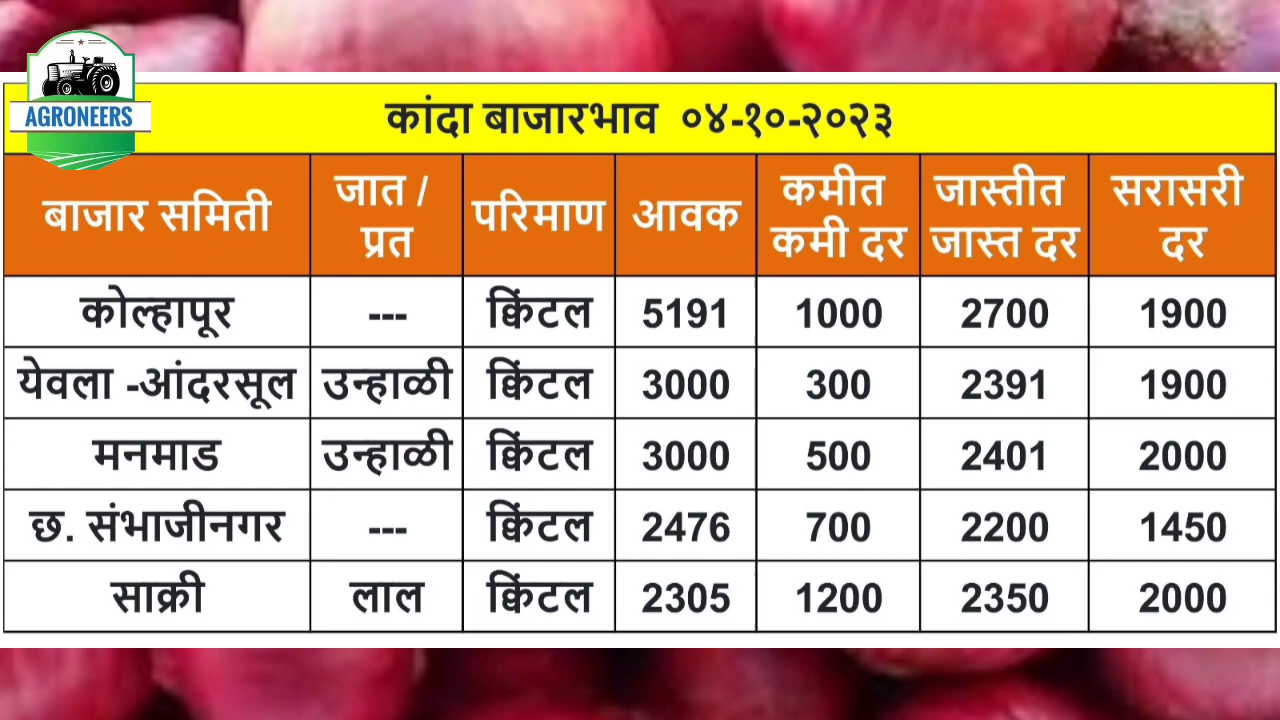 AGRONEERS
कांदा बाजारभाव ०४-१०-२०२३
बाजार समिती जात / प्रत परिमाण आवक कमीत कमी दर जास्तीत जास्त दर सरासरी दर
कोल्हापूर --- क्विंटल 5191 1000 2700 1900
येवला -आंदरसूल उन्हाळी क्विंटल 3000 300 2391 1900
मनमाड उन्हाळी क्विंटल 3000 500 2401 2000
छ. संभाजीनगर --- क्विंटल 2476 700 2200 1450
साक्री लाल क्विंटल 2305 1200 2350 2000